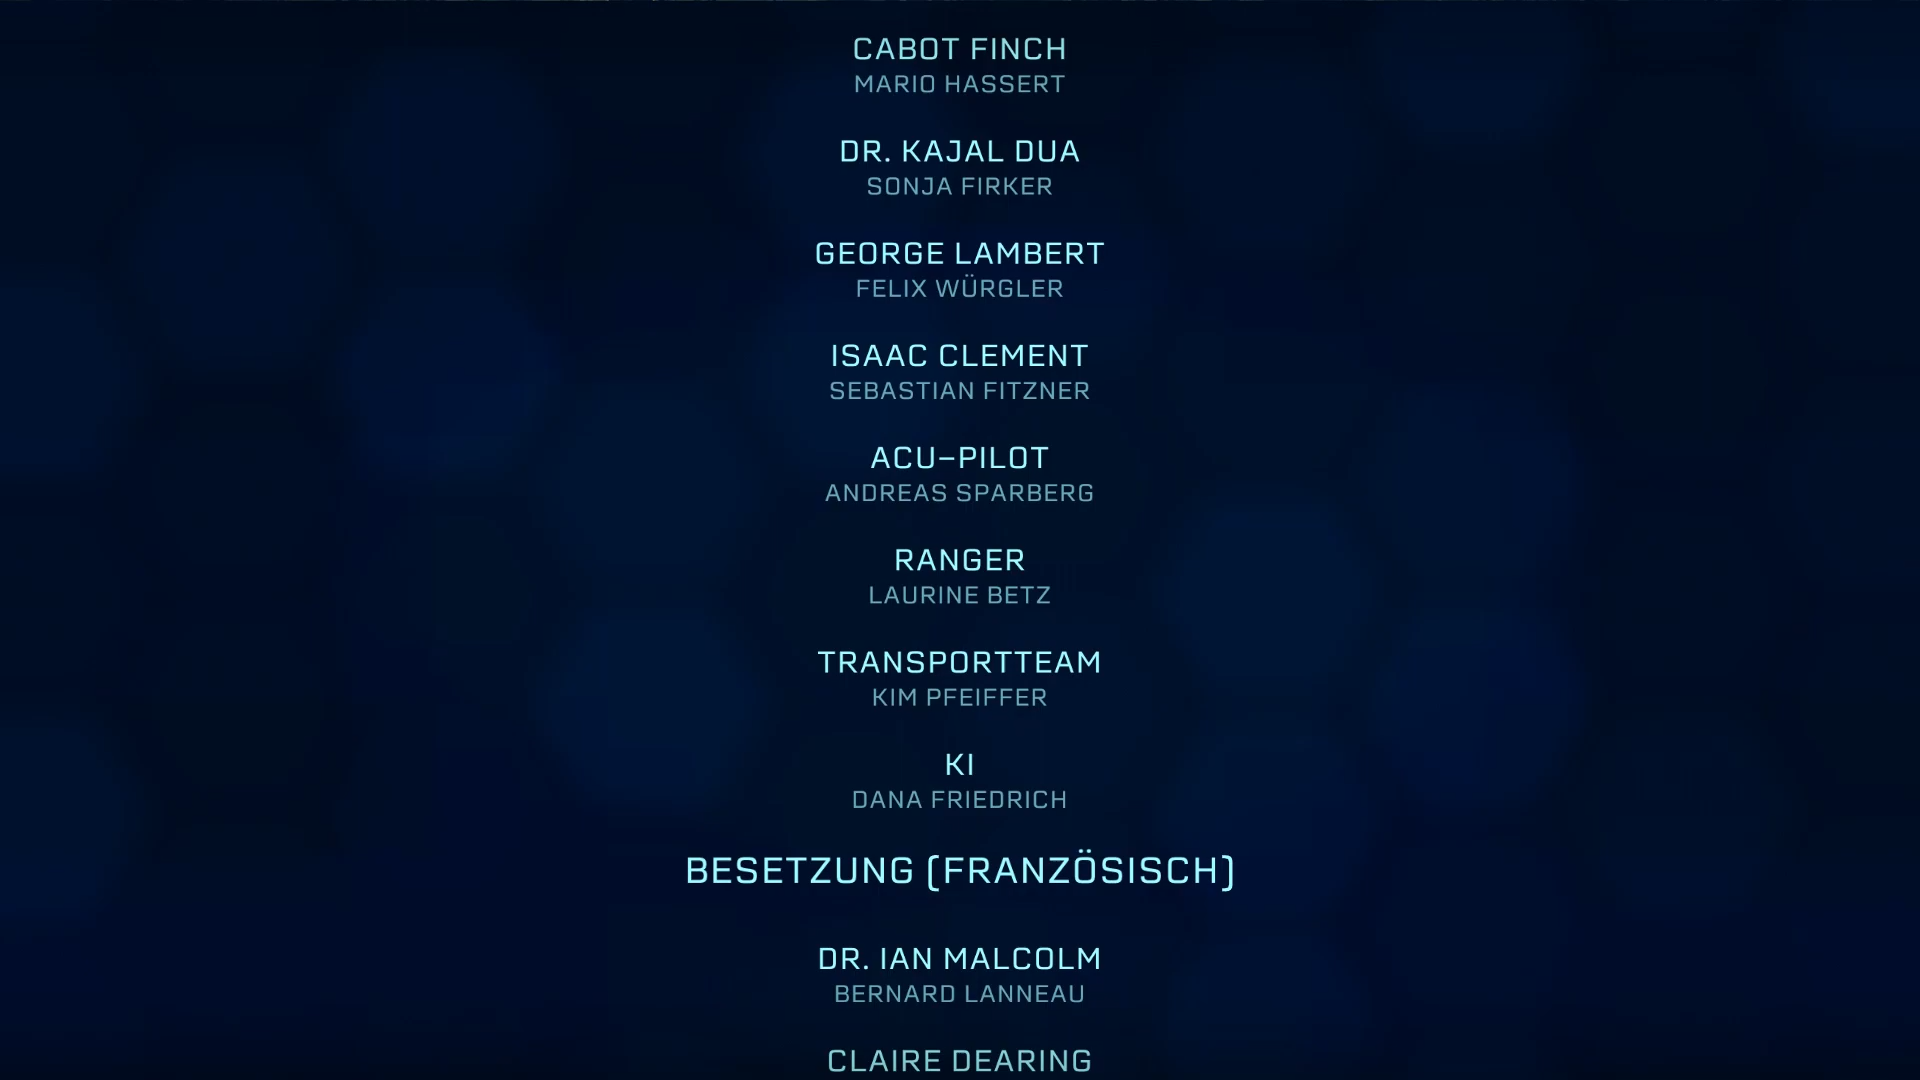 CABOT FINCH
MARIO HASSERT
DR. KAJAL DUA
SONJA FIRKER
GEORGE LAMBERT
FELIX WÜRGLER
ISAAC CLEMENT
SEBASTIAN FITZNER
ACU–PILOT
ANDREAS SPARBERG
RANGER
LAURINE BETZ
TRANSPORTTEAM
KIM PFEIFFER
KI
DANA FRIEDRICH
BESETZUNG (FRANZÖSISCH)
DR. IAN MALCOLM
BERNARD LANNEAU
CLAIRE DEARING